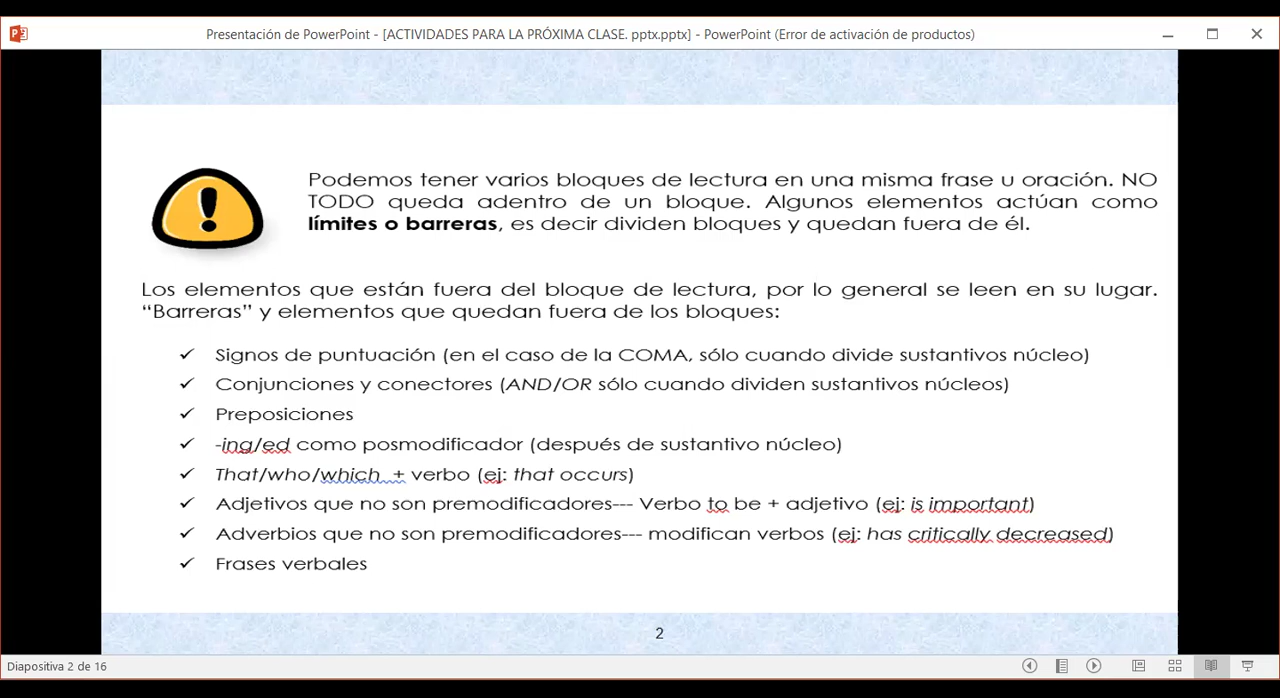 Presentación de PowerPoint - [ACTIVIDADES PARA LA PRÓXIMA CLASE. pptx.pptx] - PowerPoint (Error de activación de productos)
Podemos tener varios bloques de lectura en una misma frase u oración. NO
TODO queda adentro de un bloque. Algunos elementos actúan como
límites o barreras, es decir dividen bloques y quedan fuera de él.
Los elementos que están fuera del bloque de lectura, por lo general se leen en su lugar.
“Barreras” y elementos que quedan fuera de los bloques:
✓ Signos de puntuación (en el caso de la COMA, sólo cuando divide sustantivos núcleo)
✓ Conjunciones y conectores (AND/OR sólo cuando dividen sustantivos núcleos)
✓ Preposiciones
✓ -ing/ed como posmodificador (después de sustantivo núcleo)
✓ That/who/which + verbo (ej: that occurs)
✓ Adjetivos que no son premodificadores--- Verbo to be + adjetivo (ej: is important)
✓ Adverbios que no son premodificadores--- modifican verbos (ej: has critically decreased)
✓ Frases verbales
2
Diapositiva 2 de 16